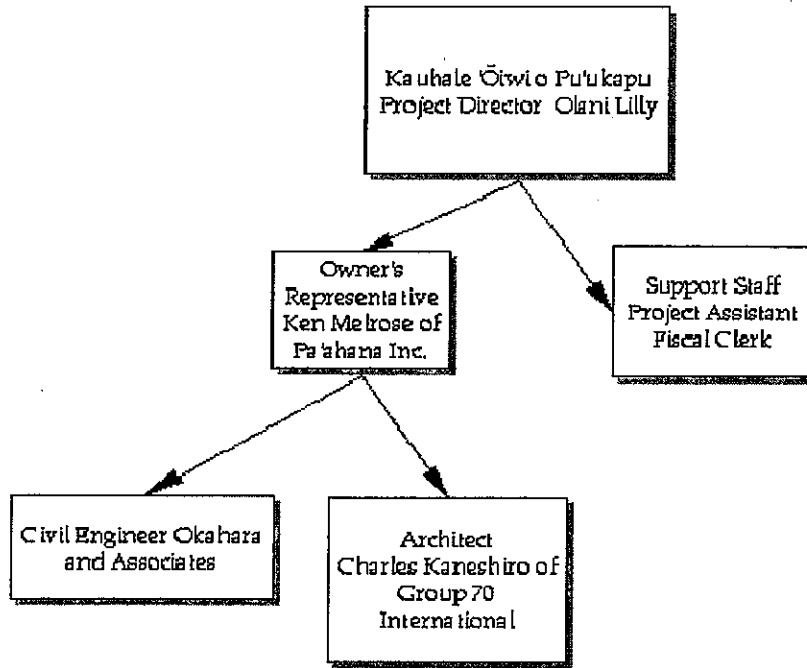 Kauhale 'Ōiwi o Pu'ukapu
Project Director Olani Lilly
Owner's
Representative
Ken Melrose of
Pa'ahana Inc.
Support Staff
Project Assistant
Fiscal Clerk
Civil Engineer Okahara
and Associates
Architect
Charles Kaneshiro of
Group 70
International